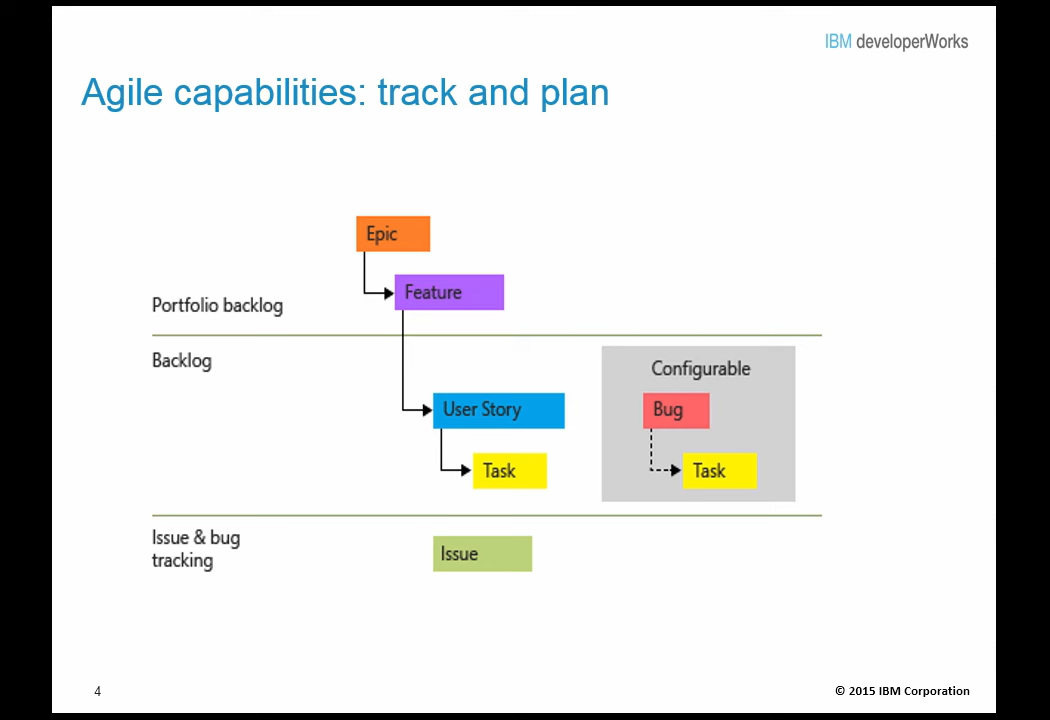 IBM developerWorks
Agile capabilities: track and plan
Epic
Feature
Portfolio backlog
Backlog
Configurable
User Story
Bug
Task
Task
Issue & bug
tracking
Issue
4
© 2015 IBM Corporation